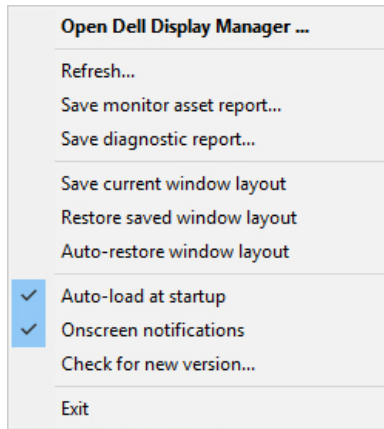 Open Dell Display Manager ...
Refresh...
Save monitor asset report...
Save diagnostic report...
Save current window layout
Restore saved window layout
Auto-restore window layout
Auto-load at startup
Onscreen notifications
Check for new version...
Exit